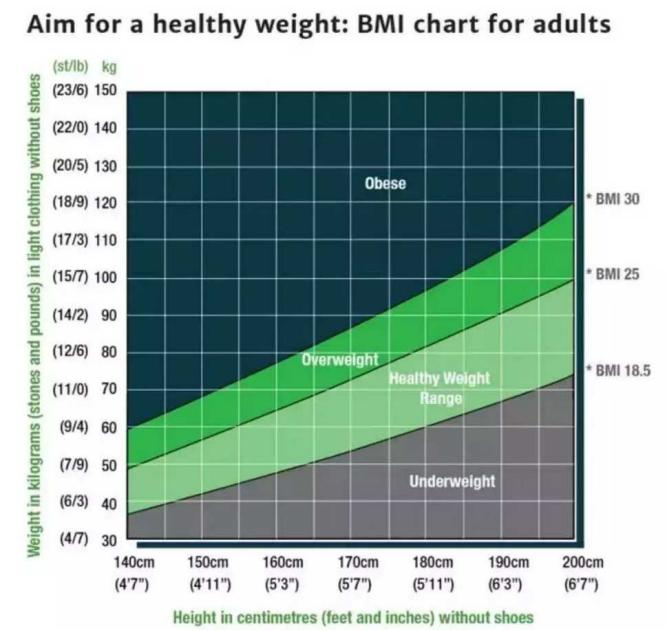 Aim for a healthy weight: BMI chart for adults
(st/lb) kg
(23/6) 150
(22/0) 140
(20/5) 130
(18/9) 120
(17/3) 110
(15/7) 100
(14/2) 90
(12/6) 80
(11/0) 70
(9/4) 60
(7/9) 50
(6/3) 40
(4/7) 30
Weight in kilograms (stones and pounds) in light clothing without shoes
Obese
Overweight
Healthy Weight
Range
Underweight
* BMI 30
* BMI 25
* BMI 18.5
140cm 150cm 160cm 170cm 180cm 190cm 200cm
(4'7") (4'11") (5'3") (5'7") (5'11") (6'3") (6'7")
Height in centimetres (feet and inches) without shoes